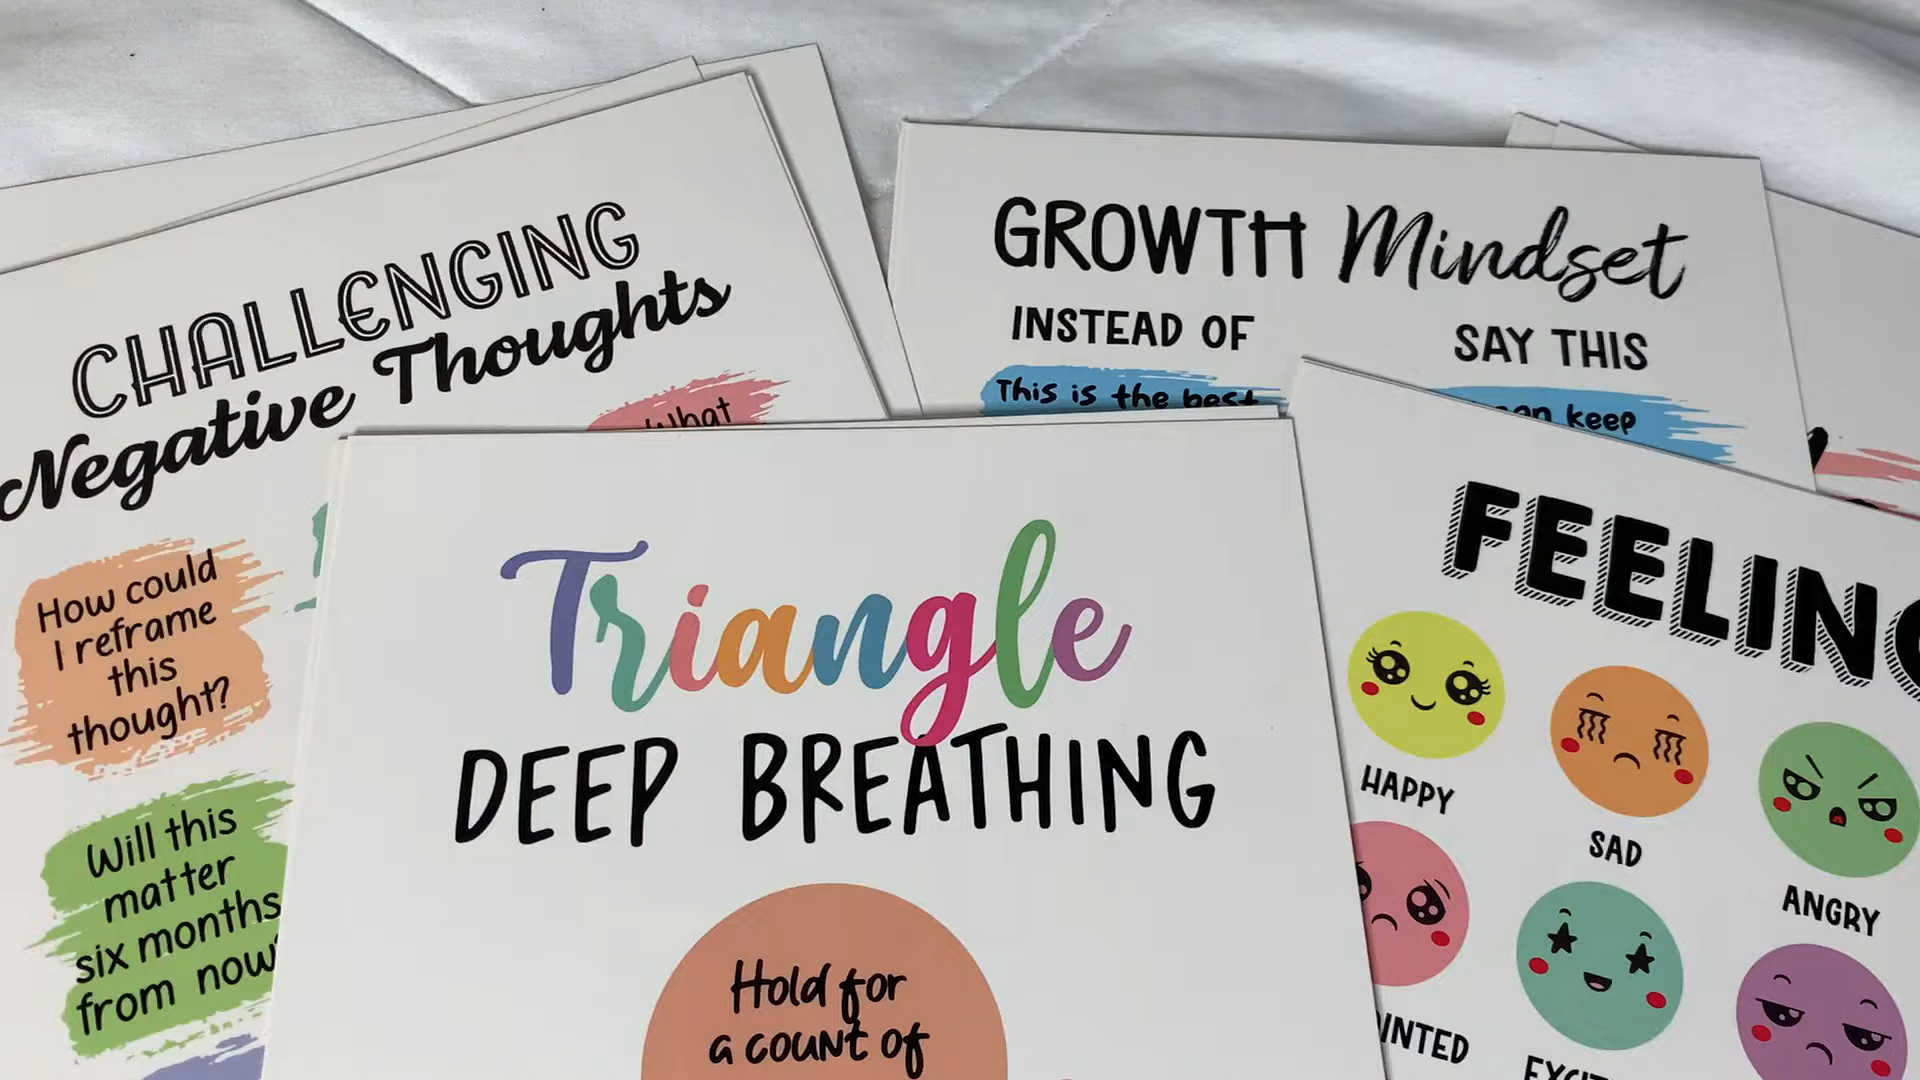 CHALLENGING
Negative Thoughts
What
How could
I reframe
this
thought?
Will this
matter
six months
from now
GROWTH Mindset
INSTEAD OF
SAY THIS
This is the best
keep
Triangle
DEEP BREATHING
Hold for
a count of
HAPPY
SAD
ANGRY